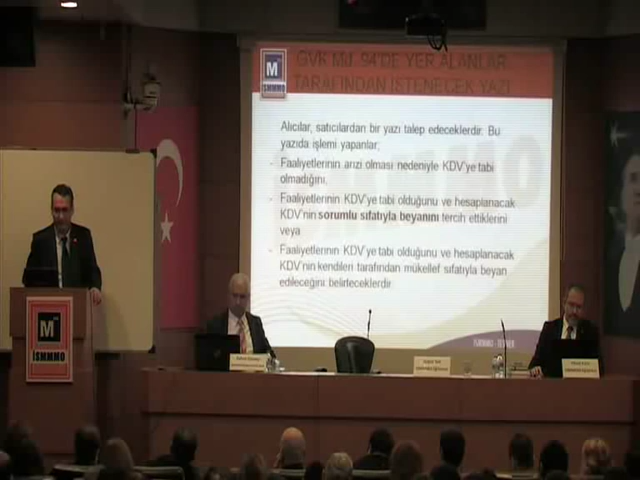 GVK Md. 94'DE YER ALANLAR
TARAFINDAN İSTENECEK YAZI
M
İSMMMO
Alıcılar, satıcılardan bir yazı talep edeceklerdir. Bu
yazıda işlemi yapanlar;
- Faaliyetlerinin arızi olması nedeniyle KDV'ye tabi
olmadığını,
- Faaliyetlerinin KDV'ye tabi olduğunu ve hesaplanacak
KDV'nin sorumlu sıfatıyla beyanını tercih ettiklerini
veya
- Faaliyetlerinin KDV'ye tabi olduğunu ve hesaplanacak
KDV'nin kendileri tarafından mükellef sıfatıyla beyan
edileceğini belirteceklerdir.
M
İSMMMO